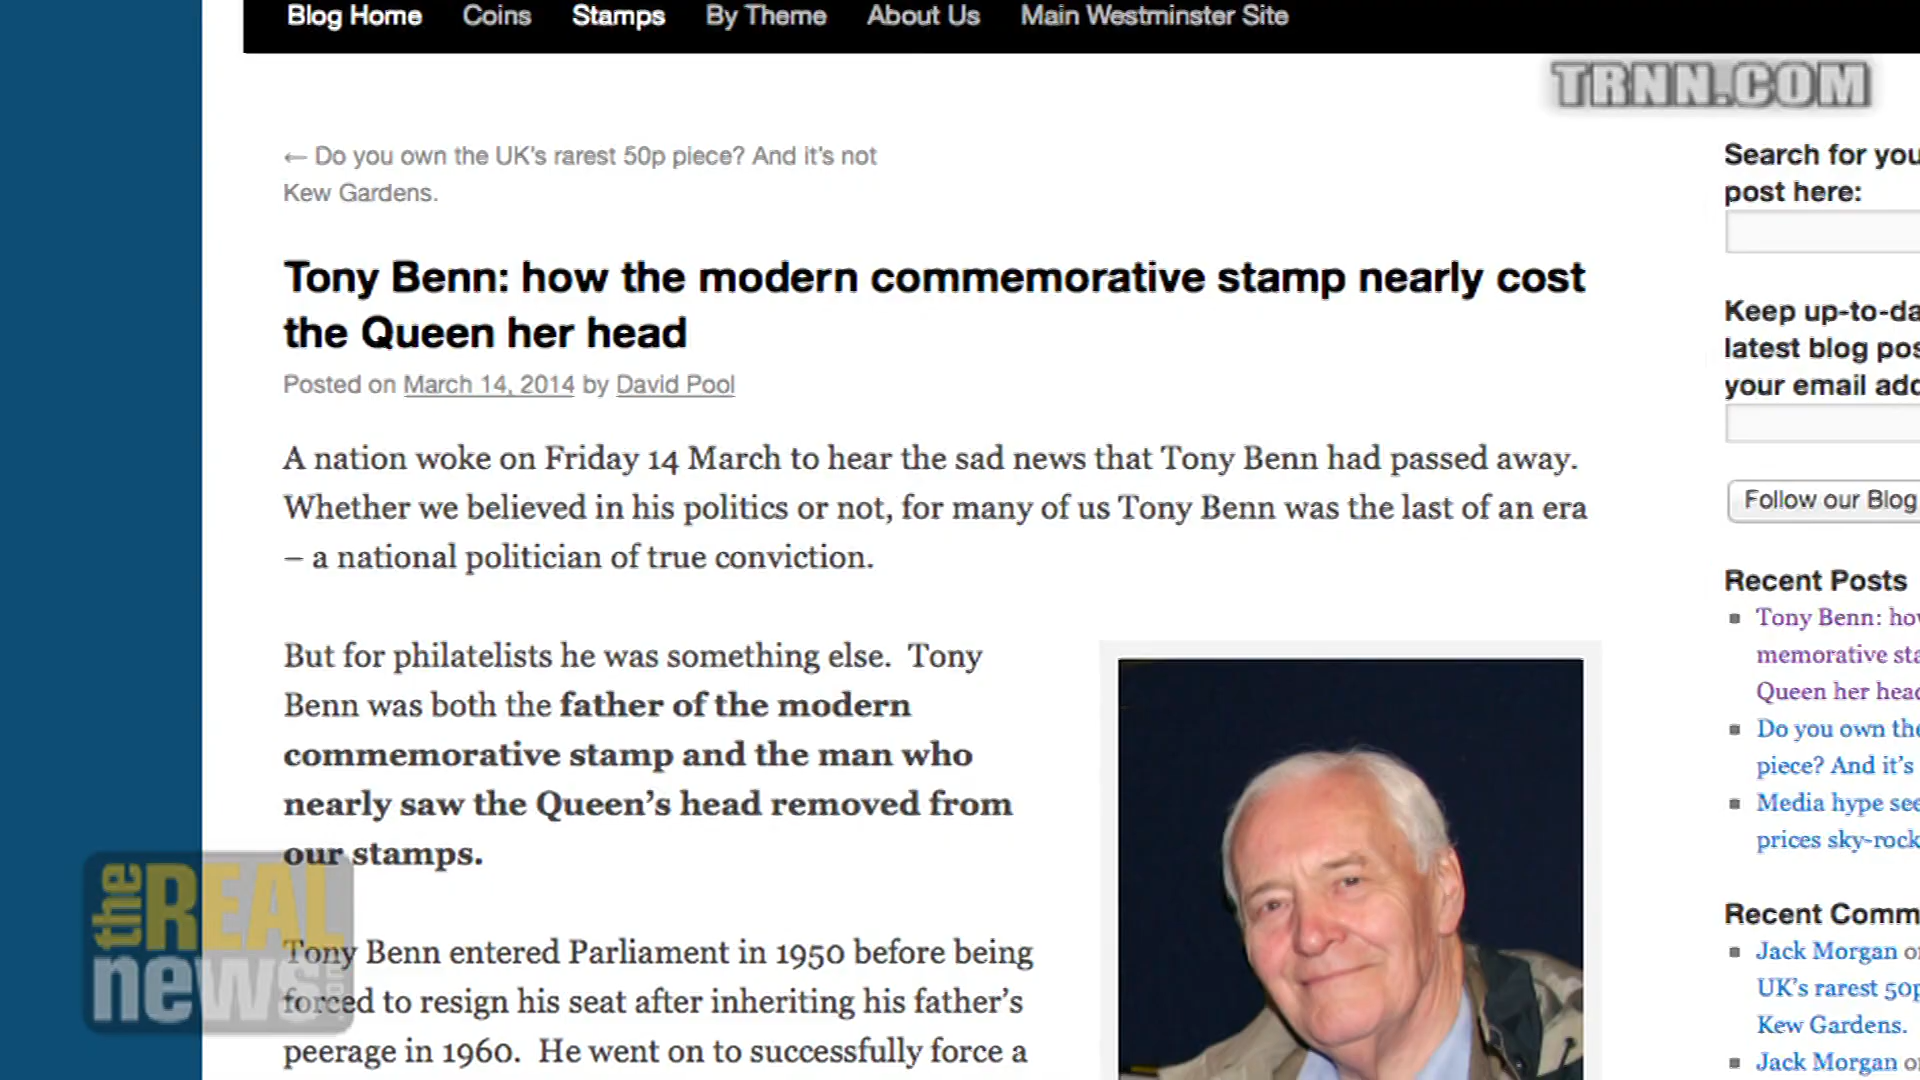 Blog Home Coins Stamps By Theme About Us Main Westminster Site
TRNN.COM
← Do you own the UK's rarest 50p piece? And it's not
Kew Gardens.
Tony Benn: how the modern commemorative stamp nearly cost
the Queen her head
Posted on March 14, 2014 by David Pool
A nation woke on Friday 14 March to hear the sad news that Tony Benn had passed away.
Whether we believed in his politics or not, for many of us Tony Benn was the last of an era
– a national politician of true conviction.
But for philatelists he was something else. Tony
Benn was both the father of the modern
commemorative stamp and the man who
nearly saw the Queen's head removed from
our stamps.
Tony Benn entered Parliament in 1950 before being
forced to resign his seat after inheriting his father's
peerage in 1960. He went on to successfully force a
Search for you
post here:
Keep up-to-da
latest blog pos
your email add
Follow our Blog
Recent Posts
Tony Benn: how
memorative sta
Queen her head
Do you own the
piece? And it's
Media hype see
prices sky-rock
Recent Comm
Jack Morgan on
UK's rarest 50p
Kew Gardens.
Jack Morgan on
the REAL
news